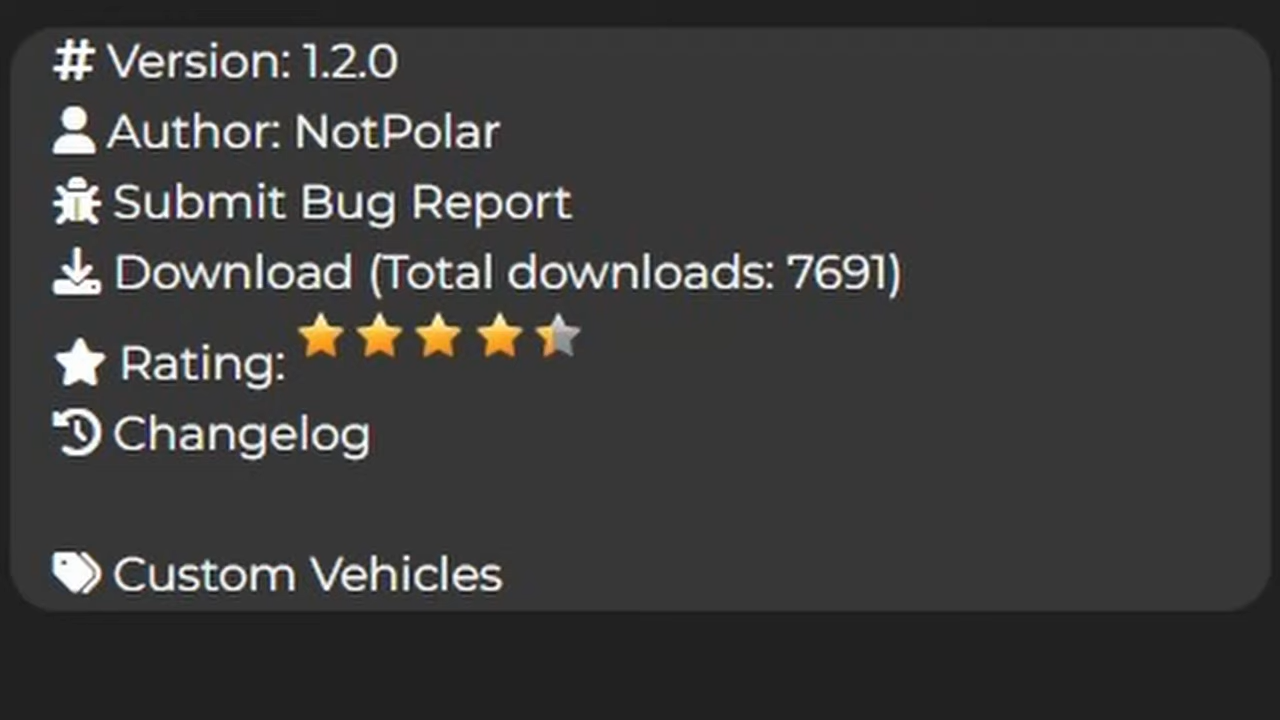 Version: 1.2.0
Author: NotPolar
Submit Bug Report
Download (Total downloads: 7691)
Rating:
Changelog
Custom Vehicles